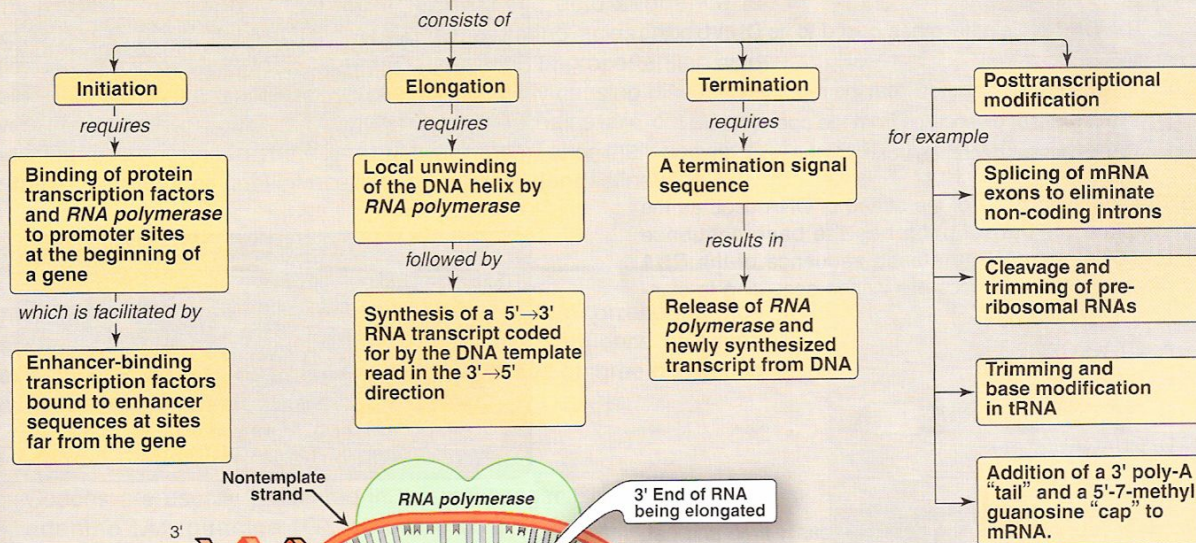 consists of
Initiation
requires
Binding of protein
transcription factors
and RNA polymerase
to promoter sites
at the beginning of
a gene
which is facilitated by
Enhancer-binding
transcription factors
bound to enhancer
sequences at sites
far from the gene
Elongation
requires
Local unwinding
of the DNA helix by
RNA polymerase
followed by
Synthesis of a 5'→3'
RNA transcript coded
for by the DNA template
read in the 3'→5'
direction
Termination
requires
A termination signal
sequence
results in
Release of RNA
polymerase and
newly synthesized
transcript from DNA
Posttranscriptional
modification
for example
Splicing of mRNA
exons to eliminate
non-coding introns
Cleavage and
trimming of pre-
ribosomal RNAs
Trimming and
base modification
in tRNA
Addition of a 3' poly-A
“tail” and a 5'-7-methyl
guanosine “cap” to
mRNA.
Nontemplate
strand
RNA polymerase
3' End of RNA
being elongated
3'